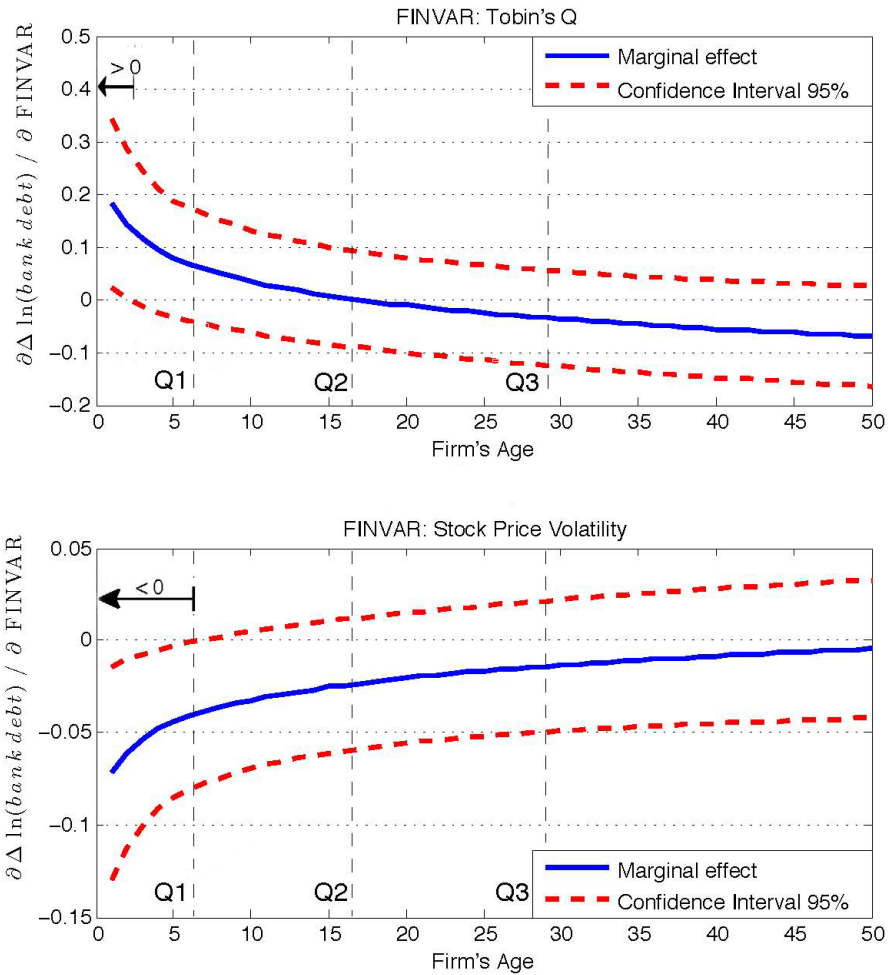 FINVAR: Tobin's Q
∂ Δ ln(bank debt) / ∂ FINVAR
0.5
0.4
0.3
0.2
0.1
0
−0.1
−0.2
> 0
Marginal effect
Confidence Interval 95%
Q1
Q2
Q3
0 5 10 15 20 25 30 35 40 45 50
Firm's Age
FINVAR: Stock Price Volatility
∂ Δ ln(bank debt) / ∂ FINVAR
0.05
0
−0.05
−0.1
−0.15
< 0
Q1
Q2
Q3
Marginal effect
Confidence Interval 95%
0 5 10 15 20 25 30 35 40 45 50
Firm's Age